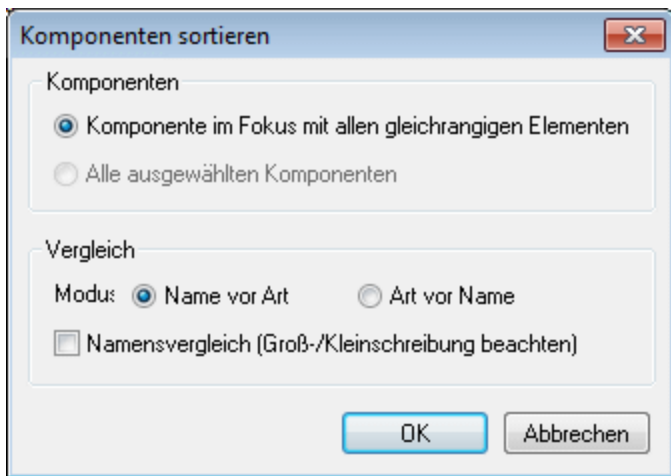 Komponenten sortieren
Komponenten
Komponente im Fokus mit allen gleichrangigen Elementen
Alle ausgewählten Komponenten
Vergleich
Modus Name vor Art Art vor Name
Namensvergleich (Groß-/Kleinschreibung beachten)
OK Abbrechen